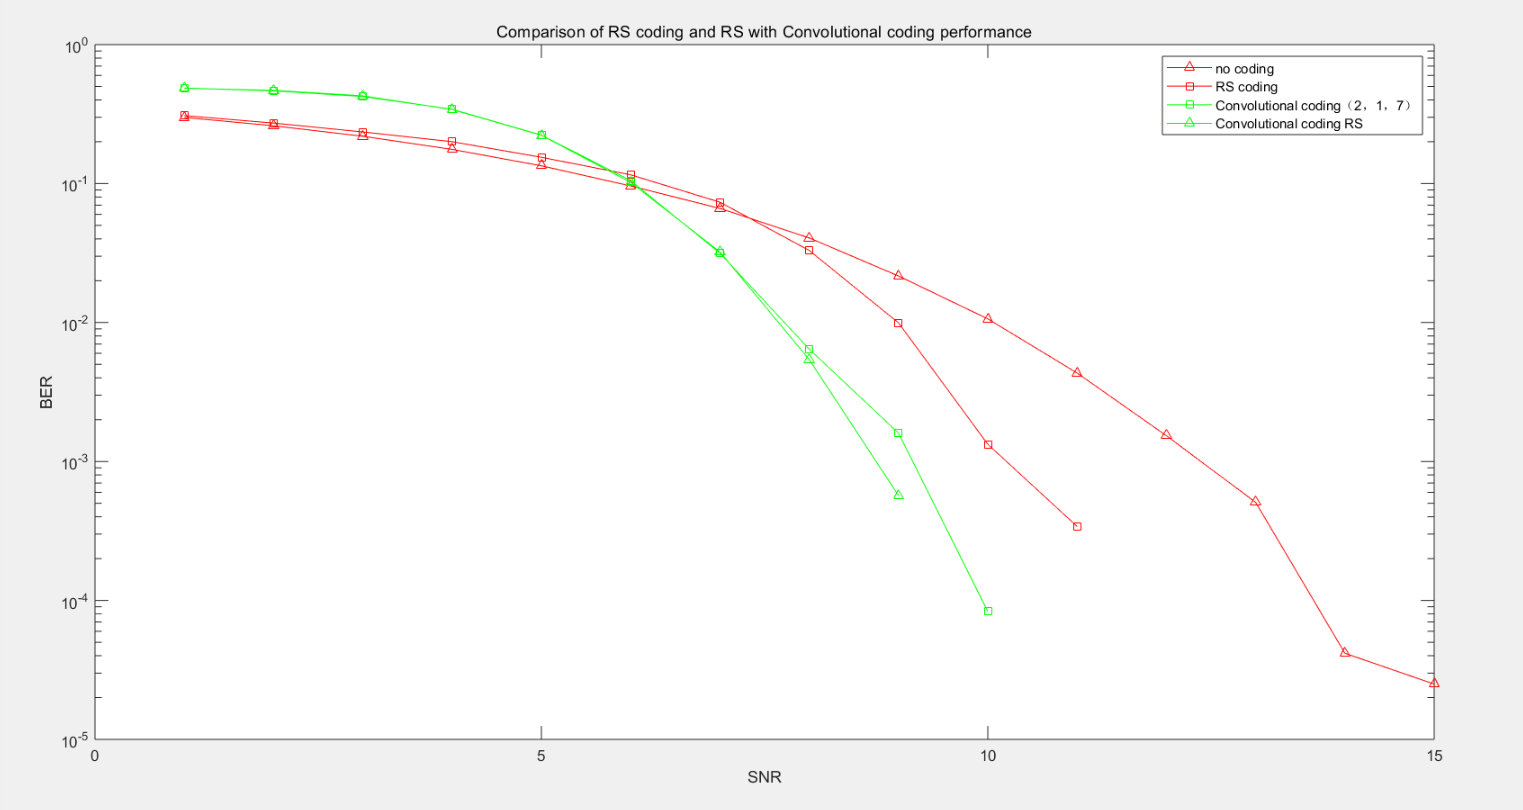 Comparison of RS coding and RS with Convolutional coding performance
no coding
RS coding
Convolutional coding（2，1，7）
Convolutional coding RS
10^0
10^-1
10^-2
10^-3
10^-4
10^-5
BER
0 5 10 15
SNR